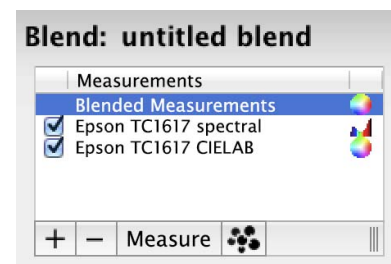 Blend: untitled blend
Measurements
Blended Measurements
Epson TC1617 spectral
Epson TC1617 CIELAB
+ − Measure